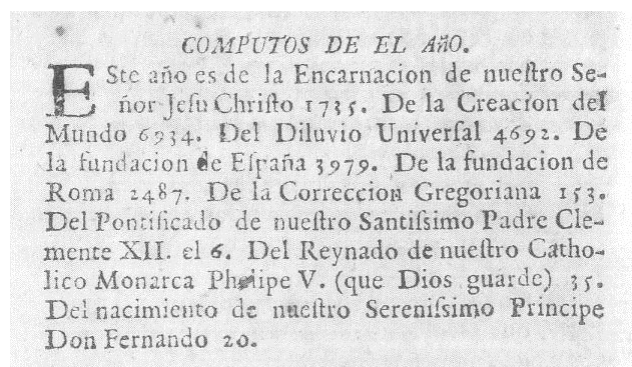 COMPUTOS DE EL AñO.
ESte año es de la Encarnacion de nueſtro Se-
ñor Jeſu Chriſto 1735. De la Creacion del
Mundo 6934. Del Diluvio Univerſal 4692. De
la fundacion de Eſpaña 3979. De la fundacion de
Roma 2487. De la Correccion Gregoriana 153.
Del Pontificado de nueſtro Santiſsimo Padre Cle-
mente XII. el 6. Del Reynado de nueſtro Catho-
lico Monarca Phelipe V. (que Dios guarde) 35.
Del nacimiento de nueſtro Sereniſsimo Principe
Don Fernando 20.